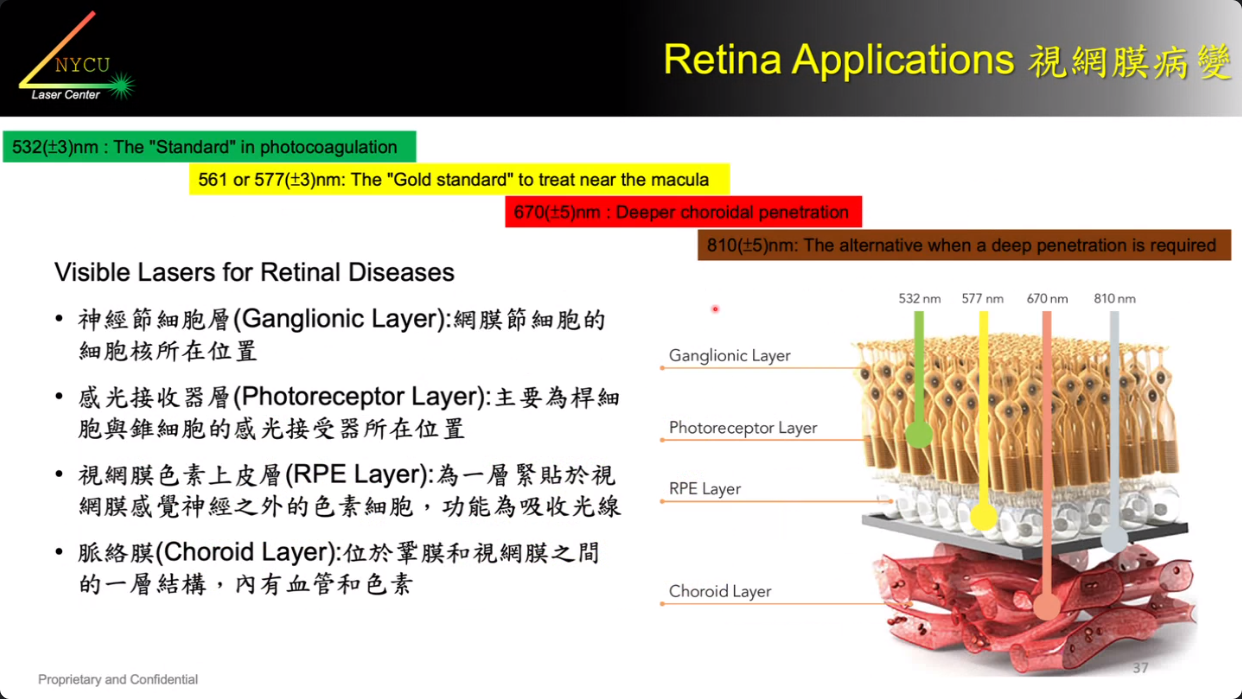 NYCU
Laser Center
Retina Applications 視網膜病變
532(±3)nm : The "Standard" in photocoagulation
561 or 577(±3)nm: The "Gold standard" to treat near the macula
670(±5)nm : Deeper choroidal penetration
810(±5)nm: The alternative when a deep penetration is required
Visible Lasers for Retinal Diseases
• 神經節細胞層(Ganglionic Layer):網膜節細胞的
細胞核所在位置
• 感光接收器層(Photoreceptor Layer):主要為桿細
胞與錐細胞的感光接受器所在位置
• 視網膜色素上皮層(RPE Layer):為一層緊貼於視
網膜感覺神經之外的色素細胞，功能為吸收光線
• 脈絡膜(Choroid Layer):位於鞏膜和視網膜之間
的一層結構，內有血管和色素
532 nm 577 nm 670 nm 810 nm
Ganglionic Layer
Photoreceptor Layer
RPE Layer
Choroid Layer
Proprietary and Confidential
37